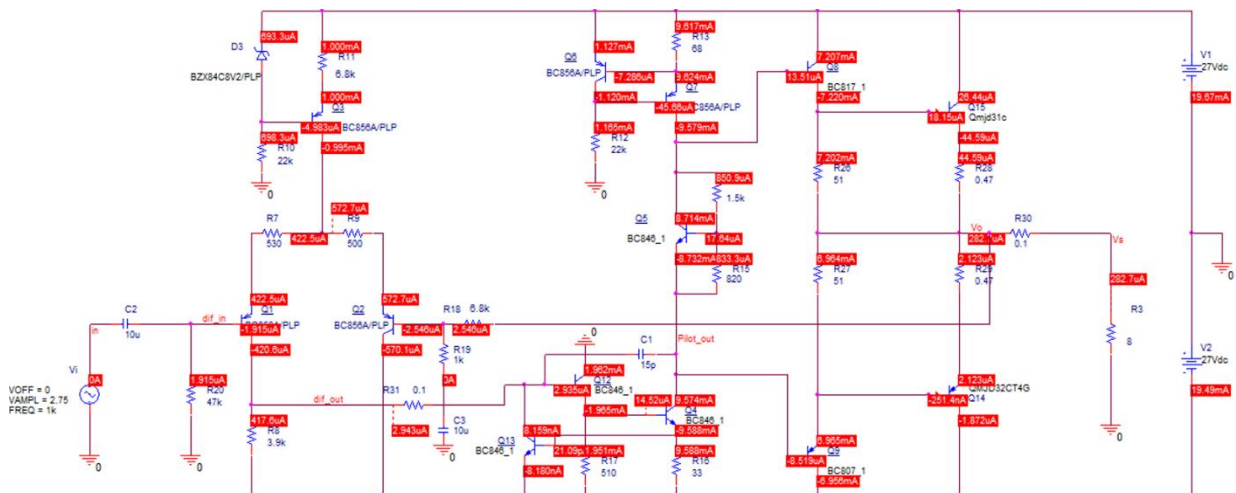 693.3uA
D3
BZX84C8V2/PLP
1.000mA
R11
6.8k
1.000mA
Q3
-4.983uA
BC856A/PLP
-0.995mA
698.3uA
R10
22k
0
1.127mA
Q6
BC856A/PLP
-7.286uA
-1.120mA
1.165mA
R12
22k
0
9.617mA
R13
68
9.624mA
Q7
-45.66uA
-9.579mA
7.207mA
Q8
13.51uA
BC817_1
-7.220mA
26.44uA
Q15
18.15uA
Qmjd31c
-44.59uA
V1
27Vdc
19.67mA
7.202mA
R26
51
44.59uA
R28
0.47
850.9uA
1.5k
8.714mA
Q5
BC846_1
17.64uA
-8.732mA
833.3uA
R15
820
572.7uA
R7
530
422.5uA
R9
500
Vo
282.7uA
R30
0.1
Vs
0
6.964mA
R27
51
2.123mA
R29
0.47
282.7uA
R3
8
0
422.5uA
Q1
-1.915uA
-420.6uA
572.7uA
Q2
BC856A/PLP
-2.546uA
-570.1uA
R18
6.8k
2.546uA
R19
1k
0A
C3
10u
0
in
C2
10u
dif_in
Vi
0A
VOFF = 0
VAMPL = 2.75
FREQ = 1k
0
1.915uA
R20
47k
0
R31
0.1
dif_out
2.943uA
417.6uA
R8
3.9k
0
C1
15p
Pilot_out
1.962mA
Q12
2.935uA
BC846_1
-1.965mA
14.52uA
9.574mA
Q4
BC846_1
-9.588mA
8.159nA
Q13
BC846_1
21.09p
-8.180nA
1.951mA
R17
510
9.588mA
R16
33
6.965mA
Q9
-8.519uA
BC807_1
-6.956mA
2.123mA
QMJD32CT4G
-251.4nA
Q14
-1.872uA
V2
27Vdc
19.49mA